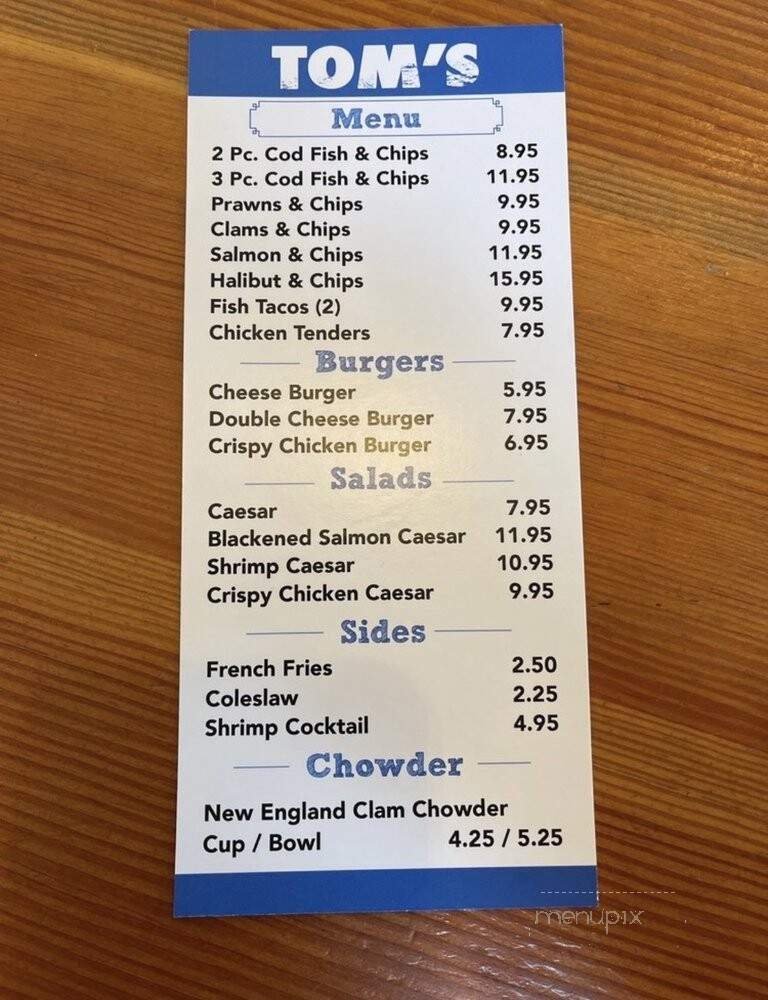 TOM'S
Menu
2 Pc. Cod Fish & Chips 8.95
3 Pc. Cod Fish & Chips 11.95
Prawns & Chips 9.95
Clams & Chips 9.95
Salmon & Chips 11.95
Halibut & Chips 15.95
Fish Tacos (2) 9.95
Chicken Tenders 7.95
Burgers
Cheese Burger 5.95
Double Cheese Burger 7.95
Crispy Chicken Burger 6.95
Salads
Caesar 7.95
Blackened Salmon Caesar 11.95
Shrimp Caesar 10.95
Crispy Chicken Caesar 9.95
Sides
French Fries 2.50
Coleslaw 2.25
Shrimp Cocktail 4.95
Chowder
New England Clam Chowder
Cup / Bowl 4.25 / 5.25
menupix